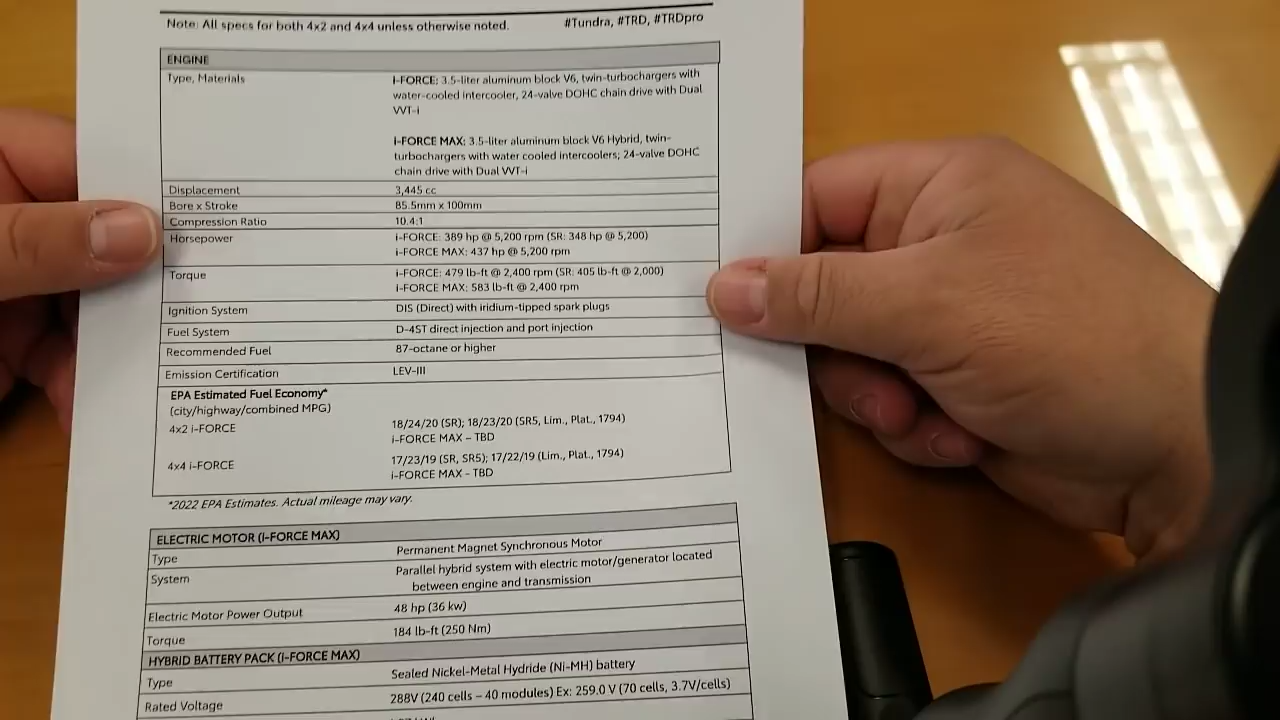 Note: All specs for both 4x2 and 4x4 unless otherwise noted. #Tundra, #TRD, #TRDpro
ENGINE
Type, Materials i-FORCE: 3.5-liter aluminum block V6, twin-turbochargers with
water-cooled intercooler, 24-valve DOHC chain drive with Dual
VVT-i
i-FORCE MAX: 3.5-liter aluminum block V6 Hybrid, twin-
turbochargers with water cooled intercoolers; 24-valve DOHC
chain drive with Dual VVT-i
Displacement 3,445 cc
Bore x Stroke 85.5mm x 100mm
Compression Ratio 10.4:1
Horsepower i-FORCE: 389 hp @ 5,200 rpm (SR: 348 hp @ 5,200)
i-FORCE MAX: 437 hp @ 5,200 rpm
Torque i-FORCE: 479 lb-ft @ 2,400 rpm (SR: 405 lb-ft @ 2,000)
i-FORCE MAX: 583 lb-ft @ 2,400 rpm
Ignition System DIS (Direct) with iridium-tipped spark plugs
Fuel System D-4ST direct injection and port injection
Recommended Fuel 87-octane or higher
Emission Certification LEV-III
EPA Estimated Fuel Economy*
(city/highway/combined MPG)
4x2 i-FORCE 18/24/20 (SR); 18/23/20 (SR5, Lim., Plat., 1794)
i-FORCE MAX – TBD
4x4 i-FORCE 17/23/19 (SR, SR5); 17/22/19 (Lim., Plat., 1794)
i-FORCE MAX - TBD
*2022 EPA Estimates. Actual mileage may vary.
ELECTRIC MOTOR (i-FORCE MAX)
Type Permanent Magnet Synchronous Motor
System Parallel hybrid system with electric motor/generator located
between engine and transmission
Electric Motor Power Output 48 hp (36 kw)
Torque 184 lb-ft (250 Nm)
HYBRID BATTERY PACK (i-FORCE MAX)
Type Sealed Nickel-Metal Hydride (Ni-MH) battery
Rated Voltage 288V (240 cells – 40 modules) Ex: 259.0 V (70 cells, 3.7V/cells)